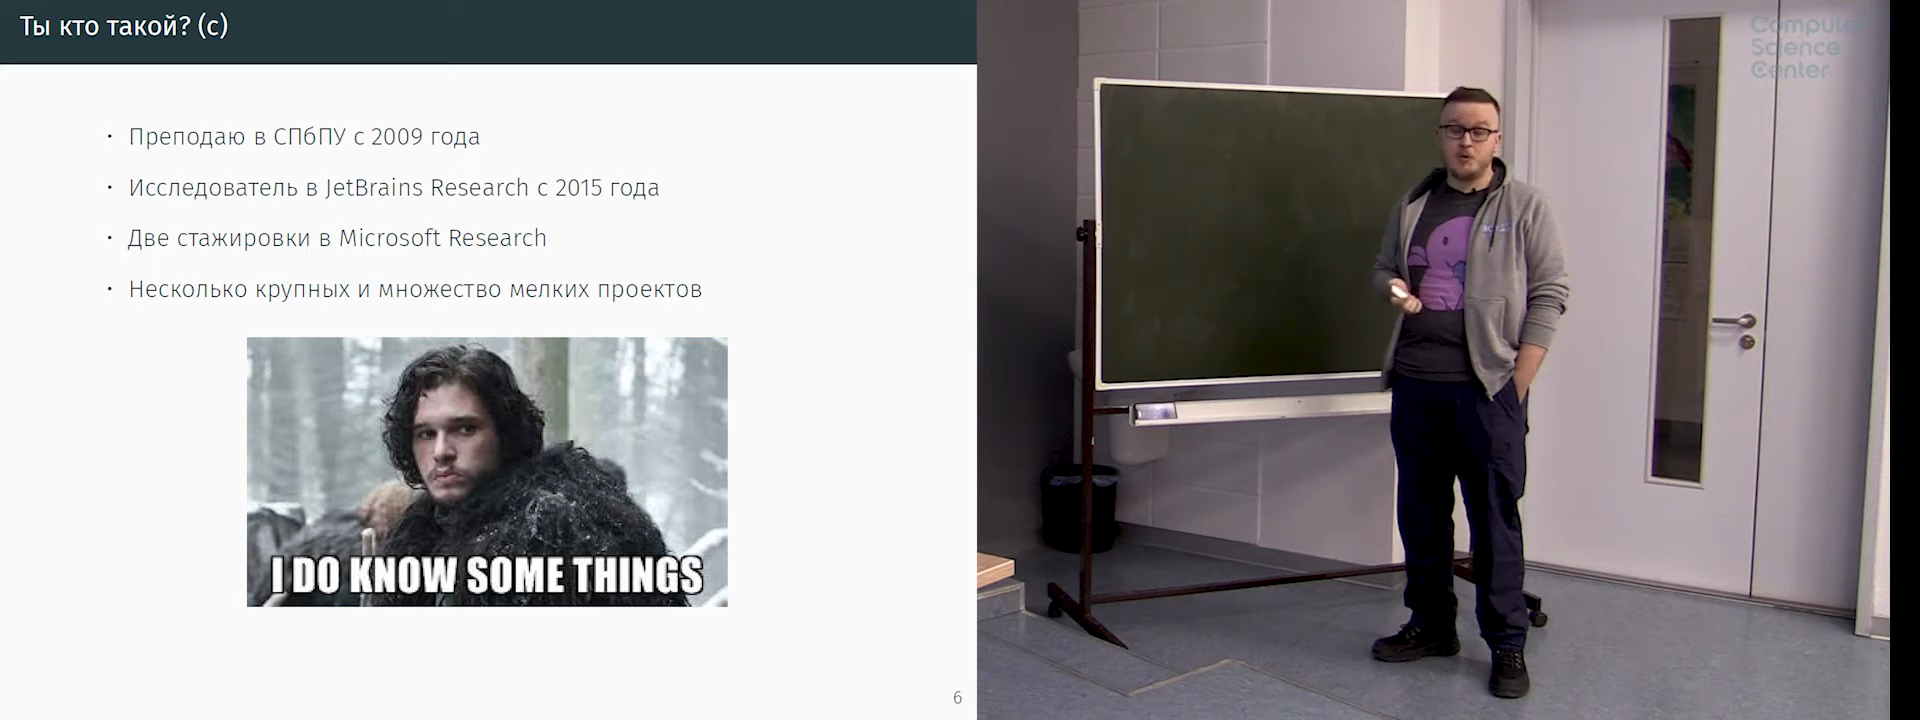 Ты кто такой? (с)
· Преподаю в СПбПУ с 2009 года
· Исследователь в JetBrains Research с 2015 года
· Две стажировки в Microsoft Research
· Несколько крупных и множество мелких проектов
I DO KNOW SOME THINGS
6
Computer
Science
Center